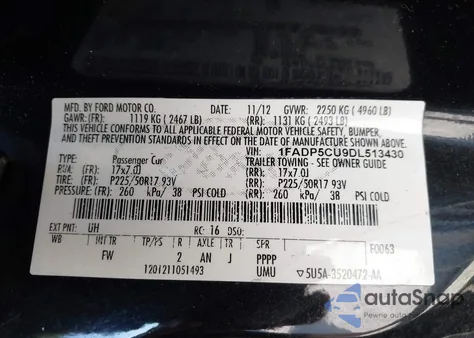 MFD. BY FORD MOTOR CO. DATE: 11/12 GVWR: 2250 KG ( 4960 LB)
GAWR: (FR): 1119 KG ( 2467 LB) (RR): 1131 KG ( 2493 LB)
THIS VEHICLE CONFORMS TO ALL APPLICABLE FEDERAL VEHICLE SAFETY, BUMPER,
AND THEFT PREVENTION STANDARDS IN EFFECT ON THE DATE OF MANUFACTURE SHOWN ABOVE.
VIN: 1FADP5CU9DL513430
TYPE: Passenger Car TRAILER TOWING - SEE OWNER GUIDE
RIMS: (FR): 17x7.0J (RR): 17x7.0J
TIRES: (FR): P225/50R17 93V (RR): P225/50R17 93V
PRESSURE: (FR): 260 kPa/ 38 PSI COLD (RR): 260 kPa/ 38 PSI COLD
EXT PNT: UH RC: 16 DSO: F0063
WB INT TR TP/PS R AXLE TR SPR
FW 2 AN J PPPP
1201211051493 UMU ▽5U5A-3520472-AA
autoSnap
Pewne auto